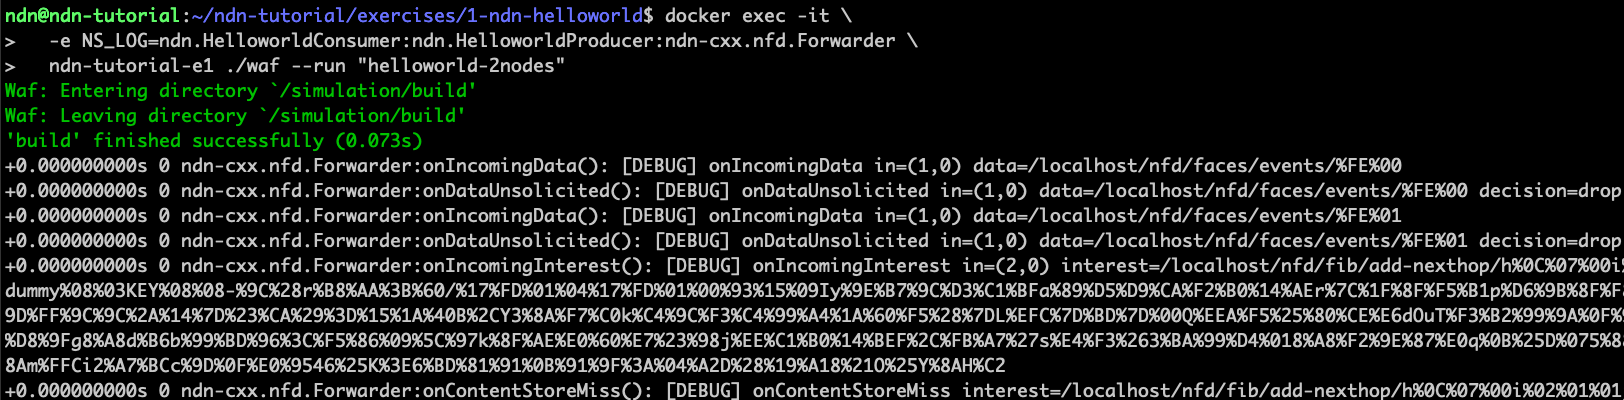 ndn@ndn-tutorial:~/ndn-tutorial/exercises/1-ndn-helloworld$ docker exec -it \
>   -e NS_LOG=ndn.HelloworldConsumer:ndn.HelloworldProducer:ndn-cxx.nfd.Forwarder \
>   ndn-tutorial-e1 ./waf --run "helloworld-2nodes"
Waf: Entering directory `/simulation/build'
Waf: Leaving directory `/simulation/build'
'build' finished successfully (0.073s)
+0.000000000s 0 ndn-cxx.nfd.Forwarder:onIncomingData(): [DEBUG] onIncomingData in=(1,0) data=/localhost/nfd/faces/events/%FE%00
+0.000000000s 0 ndn-cxx.nfd.Forwarder:onDataUnsolicited(): [DEBUG] onDataUnsolicited in=(1,0) data=/localhost/nfd/faces/events/%FE%00 decision=drop
+0.000000000s 0 ndn-cxx.nfd.Forwarder:onIncomingData(): [DEBUG] onIncomingData in=(1,0) data=/localhost/nfd/faces/events/%FE%01
+0.000000000s 0 ndn-cxx.nfd.Forwarder:onDataUnsolicited(): [DEBUG] onDataUnsolicited in=(1,0) data=/localhost/nfd/faces/events/%FE%01 decision=drop
+0.000000000s 0 ndn-cxx.nfd.Forwarder:onIncomingInterest(): [DEBUG] onIncomingInterest in=(2,0) interest=/localhost/nfd/fib/add-nexthop/h%0C%07%00i%
dummy%08%03KEY%08%08-%9C%28r%B8%AA%3B%60/%17%FD%01%04%17%FD%01%00%93%15%09Iy%9E%B7%9C%D3%C1%BFa%89%D5%D9%CA%F2%B0%14%AEr%7C%1F%8F%F5%B1p%D6%9B%8F%F
9D%FF%9C%9C%2A%14%7D%23%CA%29%3D%15%1A%40B%2CY3%8A%F7%C0k%C4%9C%F3%C4%99%A4%1A%60%F5%28%7DL%EFC%7D%BD%7D%00Q%EEA%F5%25%80%CE%E6dOuT%F3%B2%99%9A%0F%
%D8%9Fg8%A8d%B6b%99%BD%96%3C%F5%86%09%5C%97k%8F%AE%E0%60%E7%23%98j%EE%C1%B0%14%BEF%2C%FB%A7%27s%E4%F3%263%BA%99%D4%018%A8%F2%9E%87%E0q%0B%25D%075%8
8Am%FFCi2%A7%BCc%9D%0F%E0%9546%25K%3E6%BD%81%91%0B%91%9F%3A%04%A2D%28%19%A18%21O%25Y%8AH%C2
+0.000000000s 0 ndn-cxx.nfd.Forwarder:onContentStoreMiss(): [DEBUG] onContentStoreMiss interest=/localhost/nfd/fib/add-nexthop/h%0C%07%00i%02%01%01